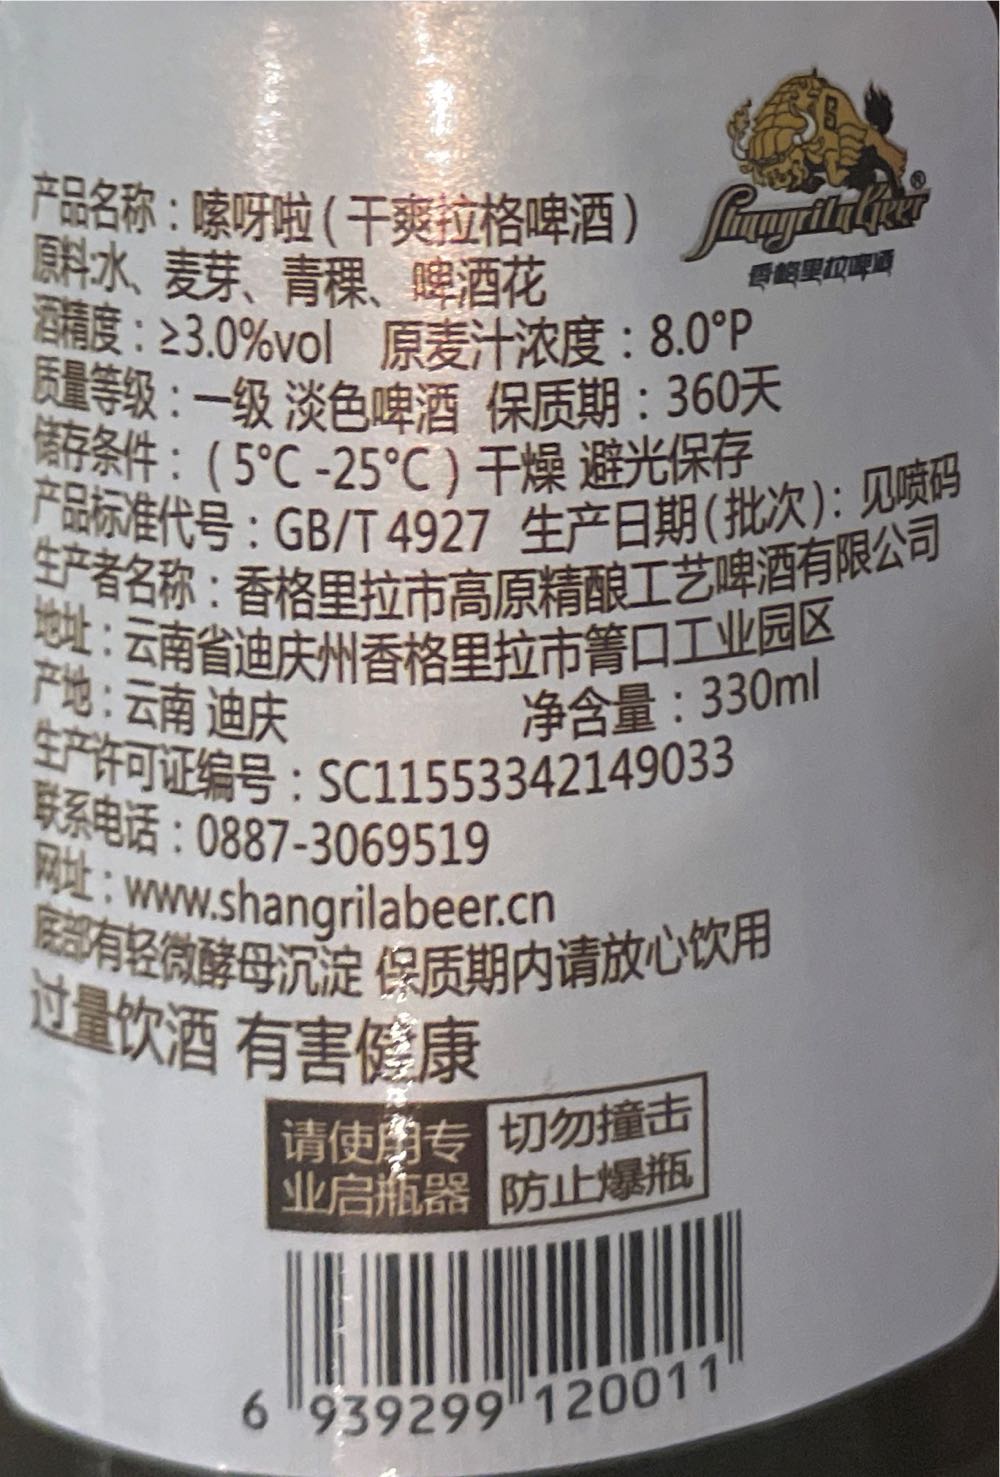 Shangrila Beer®
香格里拉啤酒
产品名称：嗦呀啦（干爽拉格啤酒）
原料:水、麦芽、青稞、啤酒花
酒精度：≥3.0%vol 原麦汁浓度：8.0°P
质量等级：一级 淡色啤酒 保质期：360天
储存条件：（5°C -25°C）干燥 避光保存
产品标准代号：GB/T 4927 生产日期(批次)：见喷码
生产者名称：香格里拉市高原精酿工艺啤酒有限公司
地址：云南省迪庆州香格里拉市箐口工业园区
产地：云南 迪庆 净含量：330ml
生产许可证编号：SC11553342149033
联系电话：0887-3069519
网址：www.shangrilabeer.cn
底部有轻微酵母沉淀 保质期内请放心饮用
过量饮酒 有害健康
请使用专
业启瓶器
切勿撞击
防止爆瓶
6 939299 120011